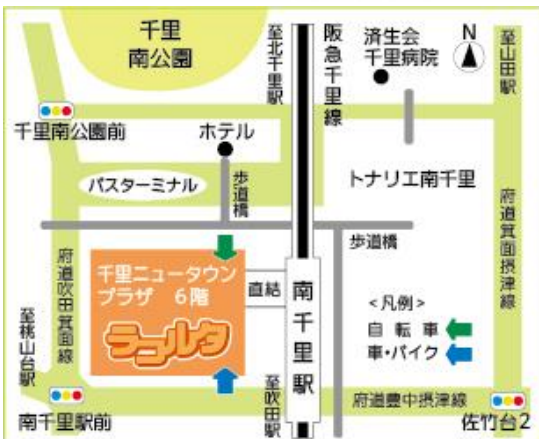 千里
南公園
至北千里駅
阪急千里線
済生会
千里病院
N
至山田駅
千里南公園前
ホテル
バスターミナル
歩道橋
トナリエ南千里
府道箕面摂津線
歩道橋
府道吹田箕面線
千里ニュータウン
プラザ 6階
ラコルタ
直結
南千里駅
<凡例>
自転車
車・バイク
至桃山台駅
南千里駅前
至吹田駅
府道豊中摂津線
佐竹台2